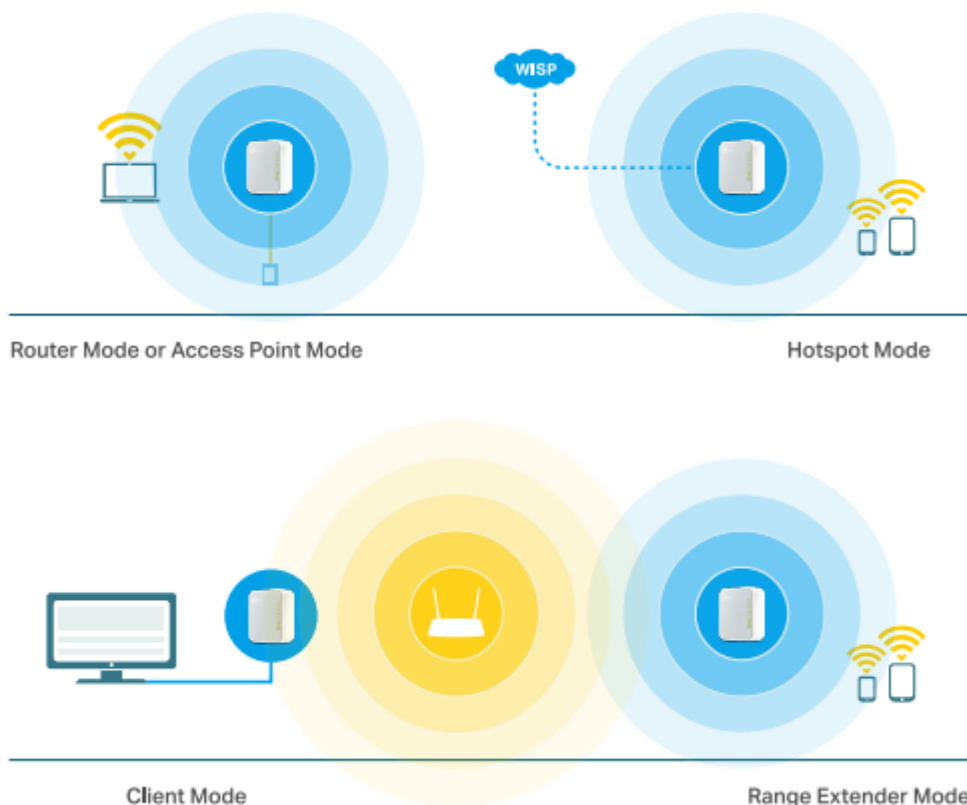 WISP
Router Mode or Access Point Mode
Hotspot Mode
Client Mode
Range Extender Mode